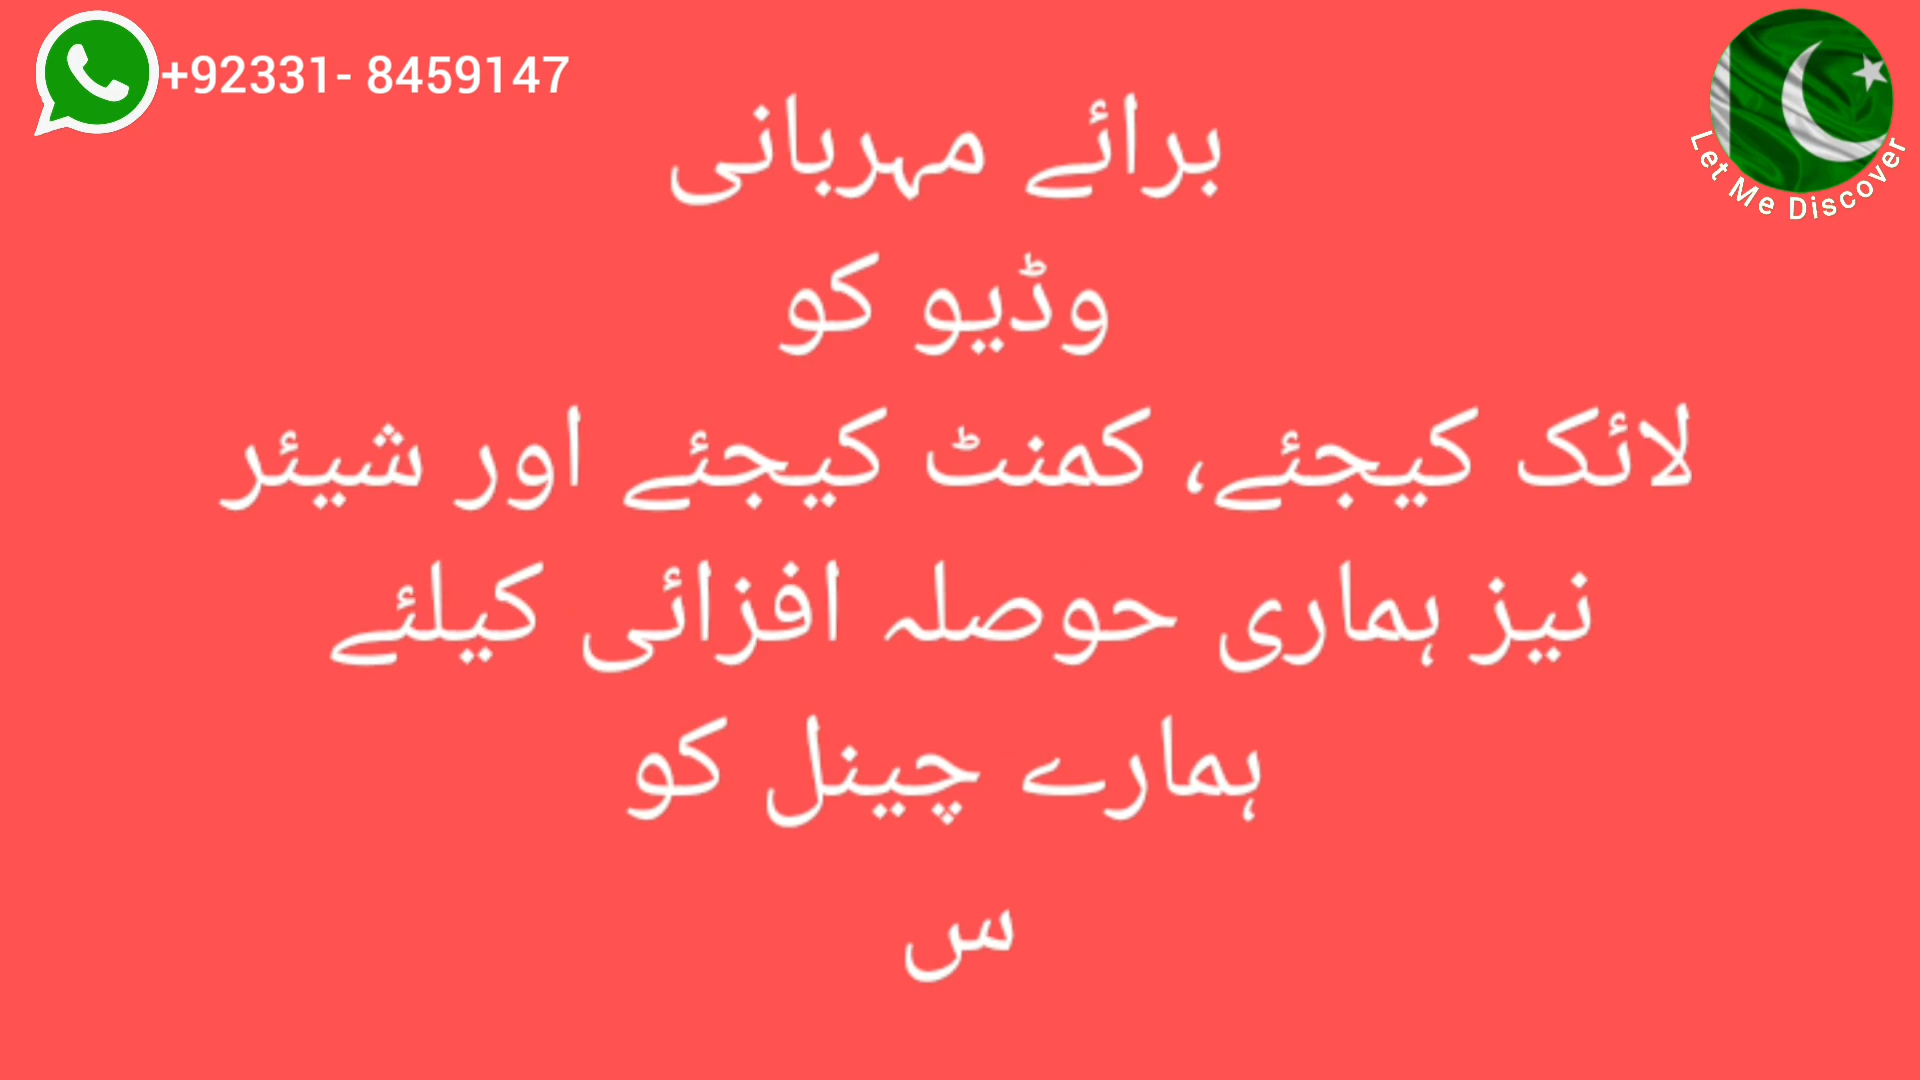 +92331- 8459147
Let Me Discover
برائے مہربانی
وڈیو کو
لائک کیجئے، کمنٹ کیجئے اور شیئر
نیز ہماری حوصلہ افزائی کیلئے
ہمارے چینل کو
س